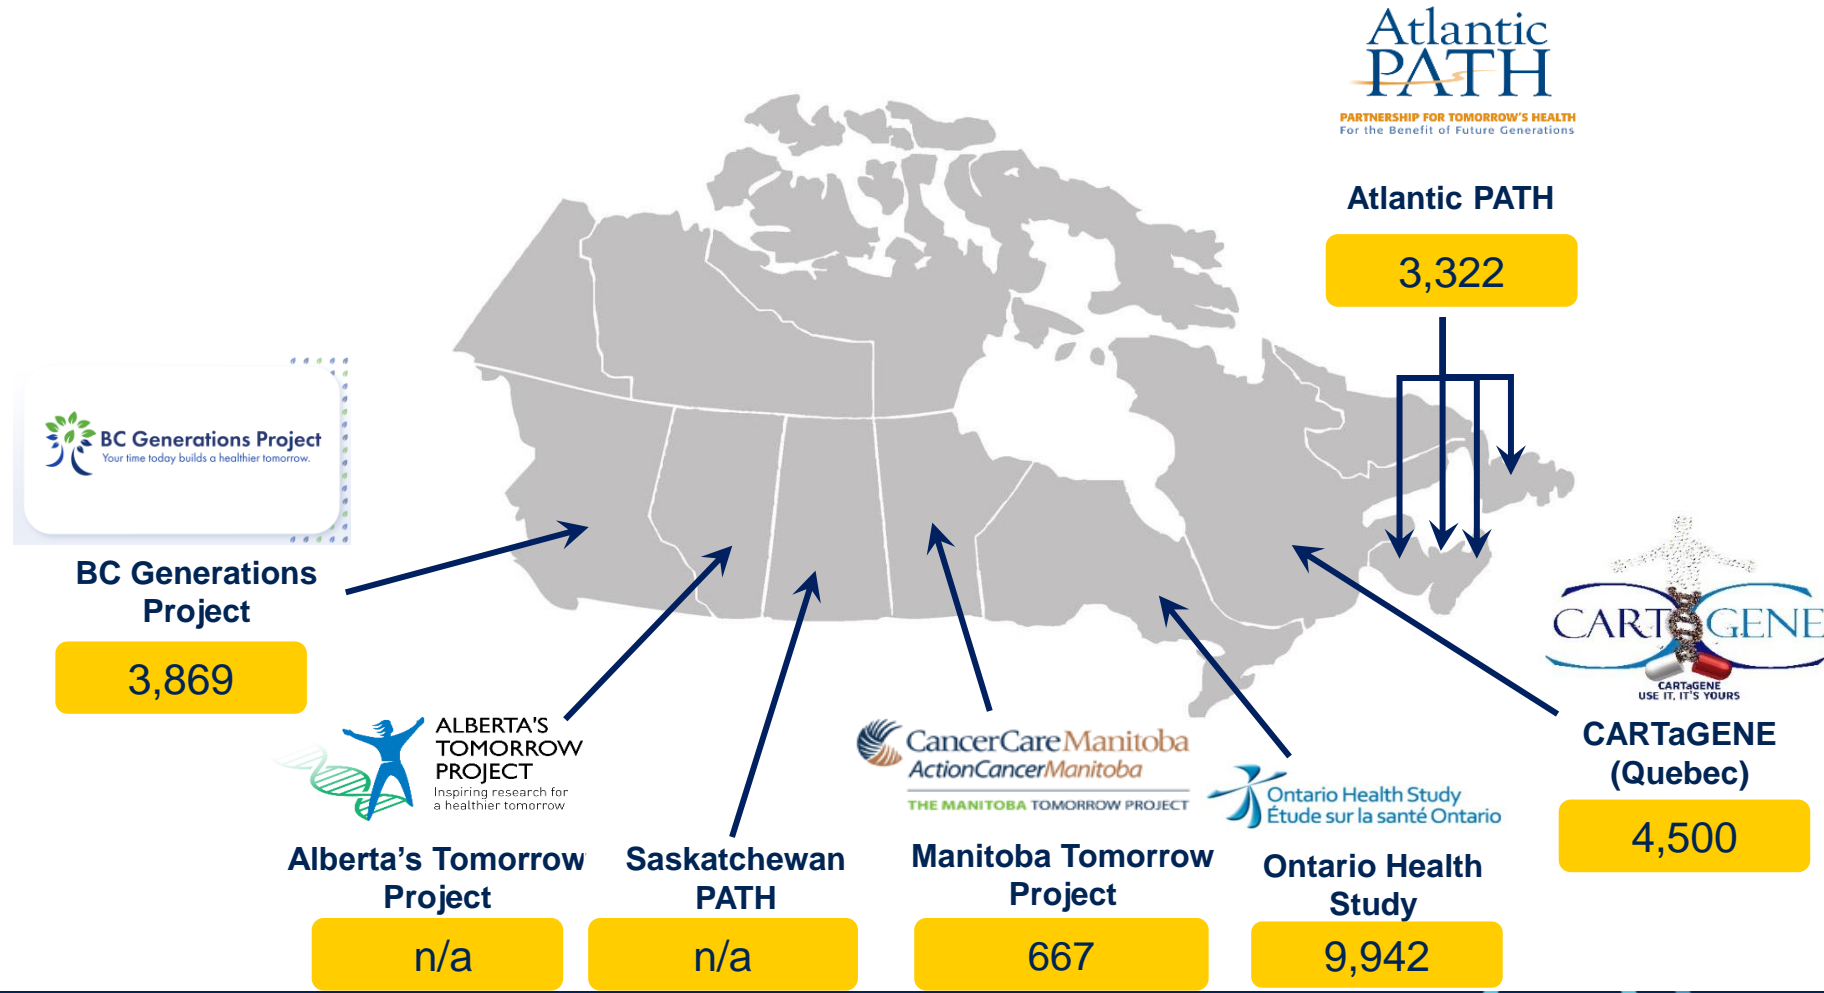 Atlantic
PATH
PARTNERSHIP FOR TOMORROW'S HEALTH
For the Benefit of Future Generations
Atlantic PATH
3,322
BC Generations Project
Your time today builds a healthier tomorrow.
BC Generations
Project
3,869
ALBERTA'S
TOMORROW
PROJECT
Inspiring research for
a healthier tomorrow
Alberta's Tomorrow
Project
n/a
Saskatchewan
PATH
n/a
CancerCare Manitoba
ActionCancerManitoba
THE MANITOBA TOMORROW PROJECT
Manitoba Tomorrow
Project
667
Ontario Health Study
Étude sur la santé Ontario
Ontario Health
Study
9,942
CARTaGENE
CARTaGENE
USE IT, IT'S YOURS
CARTaGENE
(Quebec)
4,500